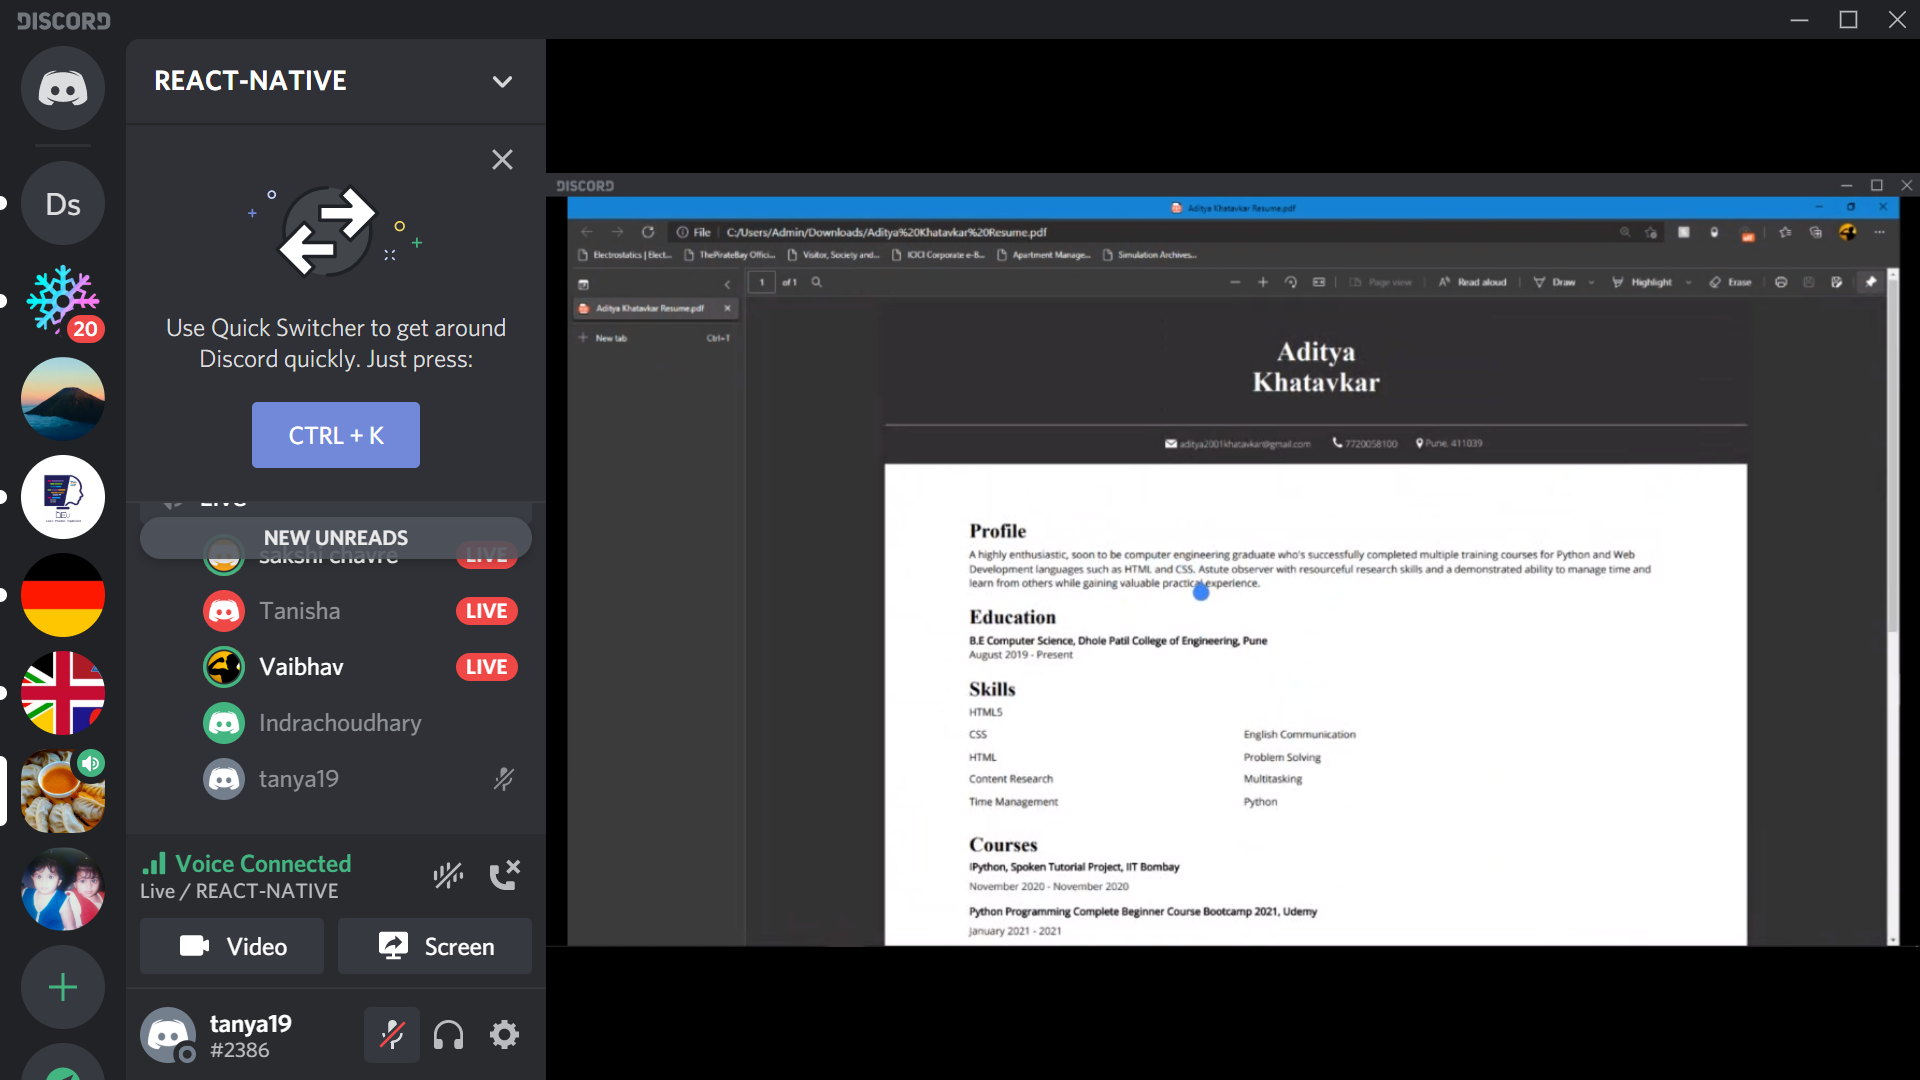 DISCORD
REACT-NATIVE
Ds
20
Use Quick Switcher to get around
Discord quickly. Just press:
CTRL + K
NEW UNREADS
sakshi chavre LIVE
Tanisha LIVE
Vaibhav LIVE
Indrachoudhary
tanya19
Voice Connected
Live / REACT-NATIVE
Video Screen
tanya19
#2386
DISCORD
Aditya Khatavkar Resume.pdf
File C:/Users/Admin/Downloads/Aditya%20Khatavkar%20Resume.pdf
Electrostatics | Elect... ThePirateBay Offici... Visitor, Society and... ICICI Corporate e-B... Apartment Manage... Simulation Archives...
1 of 1 Page view Read aloud Draw Highlight Erase
Aditya Khatavkar Resume.pdf
New tab Ctrl+T
Aditya
Khatavkar
aditya2001khatavkar@gmail.com 7720058100 Pune, 411039
Profile
A highly enthusiastic, soon to be computer engineering graduate who's successfully completed multiple training courses for Python and Web
Development languages such as HTML and CSS. Astute observer with resourceful research skills and a demonstrated ability to manage time and
learn from others while gaining valuable practical experience.
Education
B.E Computer Science, Dhole Patil College of Engineering, Pune
August 2019 - Present
Skills
HTML5
CSS English Communication
HTML Problem Solving
Content Research Multitasking
Time Management Python
Courses
IPython, Spoken Tutorial Project, IIT Bombay
November 2020 - November 2020
Python Programming Complete Beginner Course Bootcamp 2021, Udemy
January 2021 - 2021